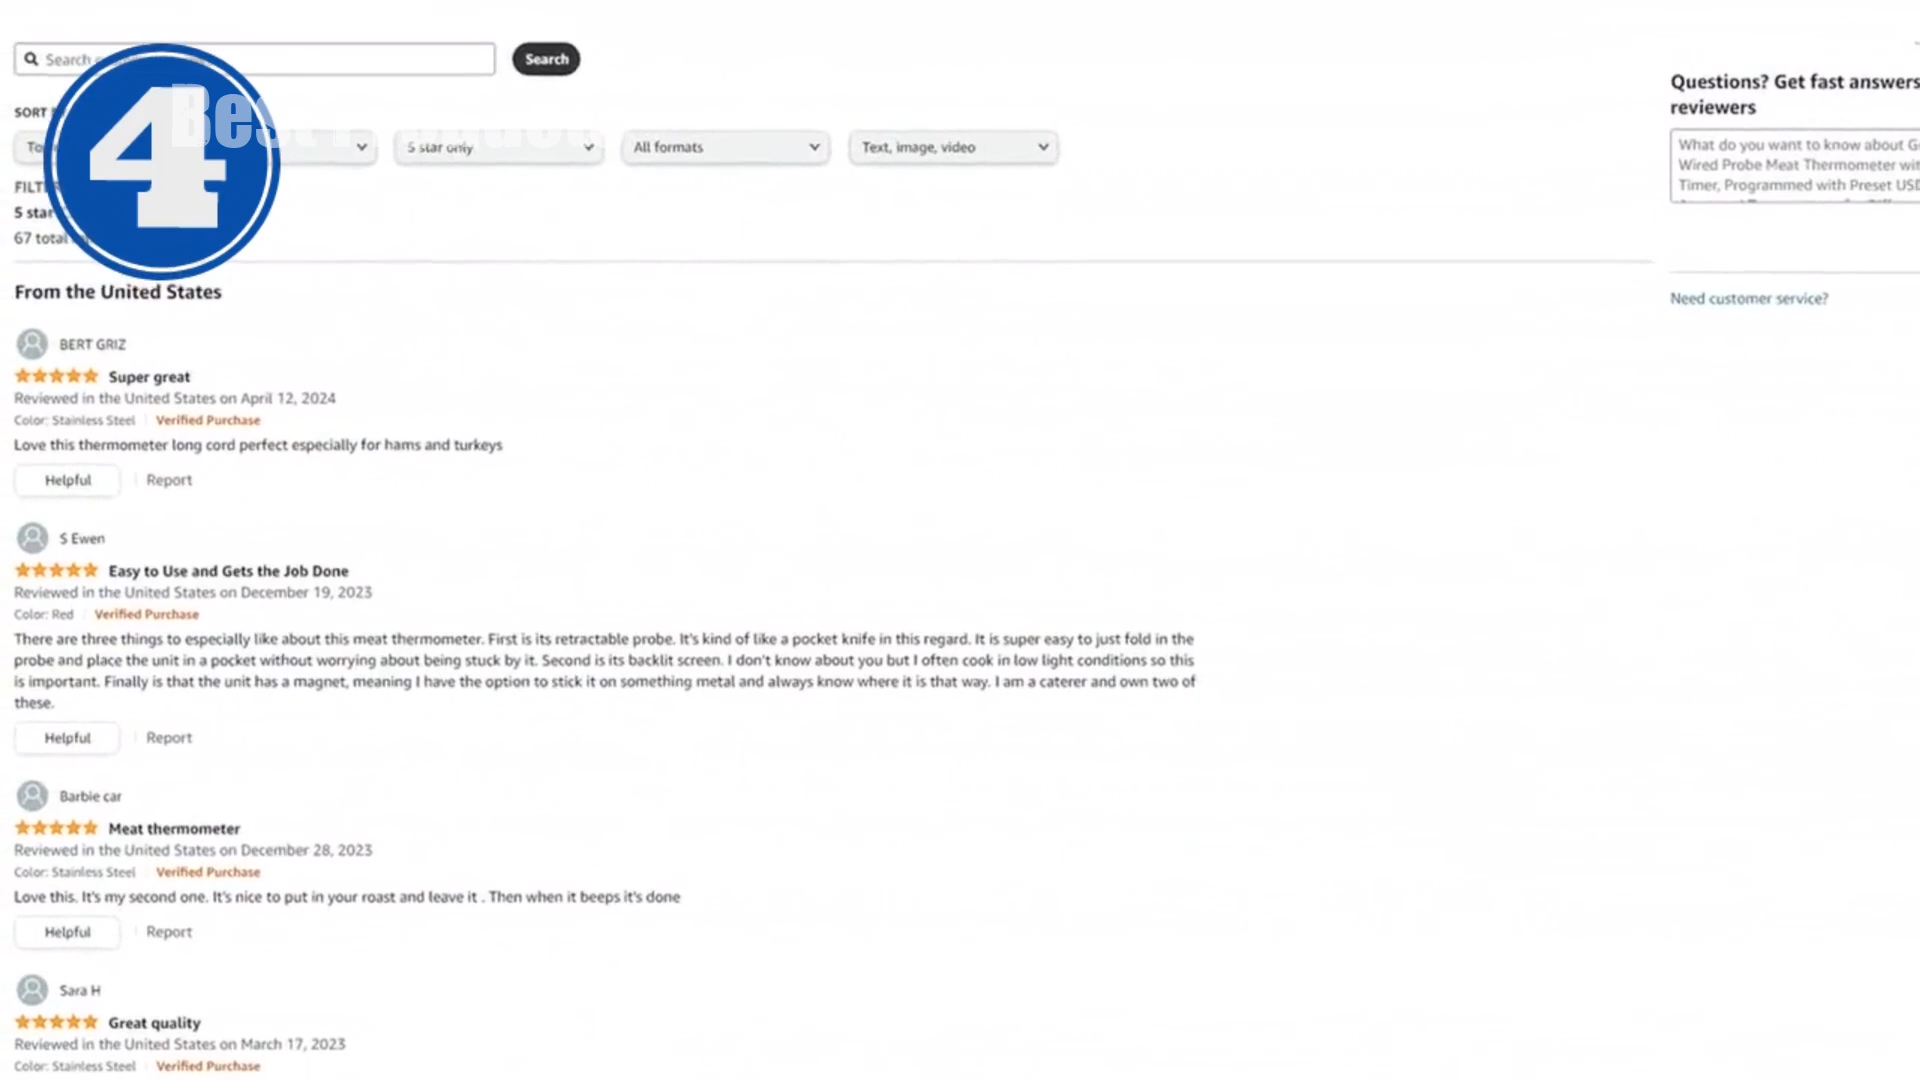 Search
Search
4
Best
SORT
To
5 star only
All formats
Text, image, video
FILT
5 star
67 total
From the United States
BERT GRIZ
Super great
Reviewed in the United States on April 12, 2024
Color: Stainless Steel Verified Purchase
Love this thermometer long cord perfect especially for hams and turkeys
Helpful Report
S Ewen
Easy to Use and Gets the Job Done
Reviewed in the United States on December 19, 2023
Color: Red Verified Purchase
There are three things to especially like about this meat thermometer. First is its retractable probe. It's kind of like a pocket knife in this regard. It is super easy to just fold in the
probe and place the unit in a pocket without worrying about being stuck by it. Second is its backlit screen. I don't know about you but I often cook in low light conditions so this
is important. Finally is that the unit has a magnet, meaning I have the option to stick it on something metal and always know where it is that way. I am a caterer and own two of
these.
Helpful Report
Barbie car
Meat thermometer
Reviewed in the United States on December 28, 2023
Color: Stainless Steel Verified Purchase
Love this. It's my second one. It's nice to put in your roast and leave it . Then when it beeps it's done
Helpful Report
Sara H
Great quality
Reviewed in the United States on March 17, 2023
Color: Stainless Steel Verified Purchase
Questions? Get fast answers
reviewers
What do you want to know about G
Wired Probe Meat Thermometer wit
Timer, Programmed with Preset USD
Need customer service?